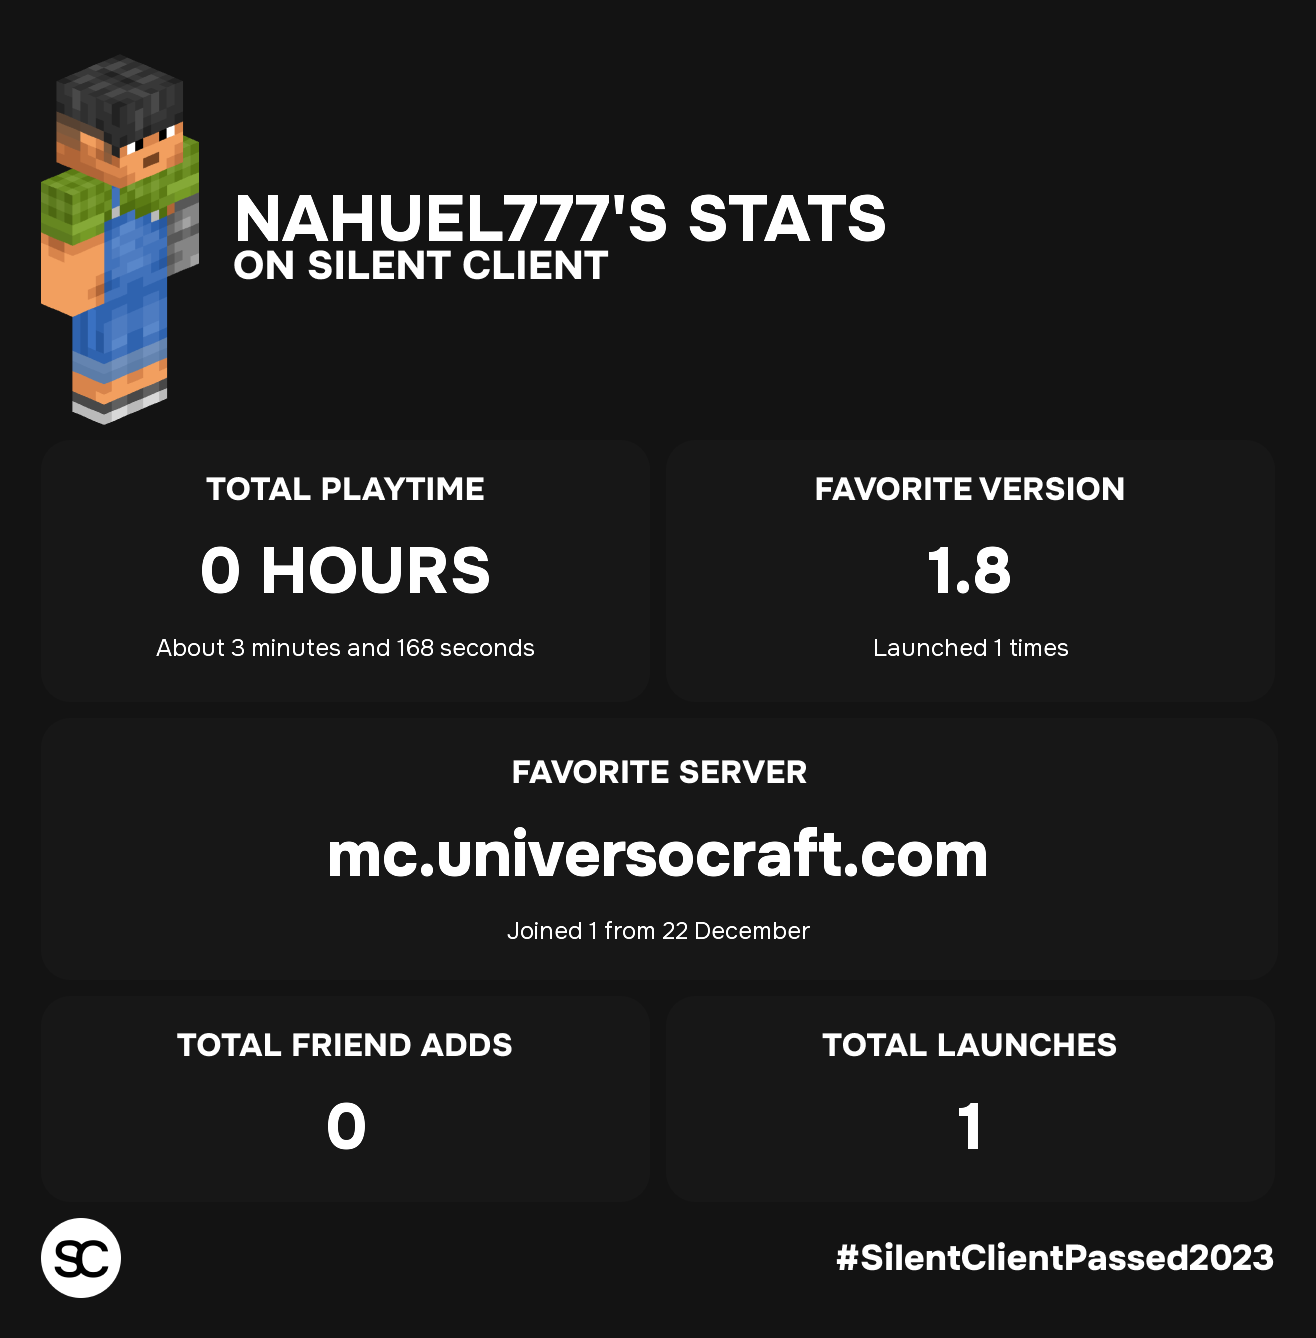 NAHUEL777'S STATS
ON SILENT CLIENT
TOTAL PLAYTIME
0 HOURS
About 3 minutes and 168 seconds
FAVORITE VERSION
1.8
Launched 1 times
FAVORITE SERVER
mc.universocraft.com
Joined 1 from 22 December
TOTAL FRIEND ADDS
0
TOTAL LAUNCHES
1
SC
#SilentClientPassed2023